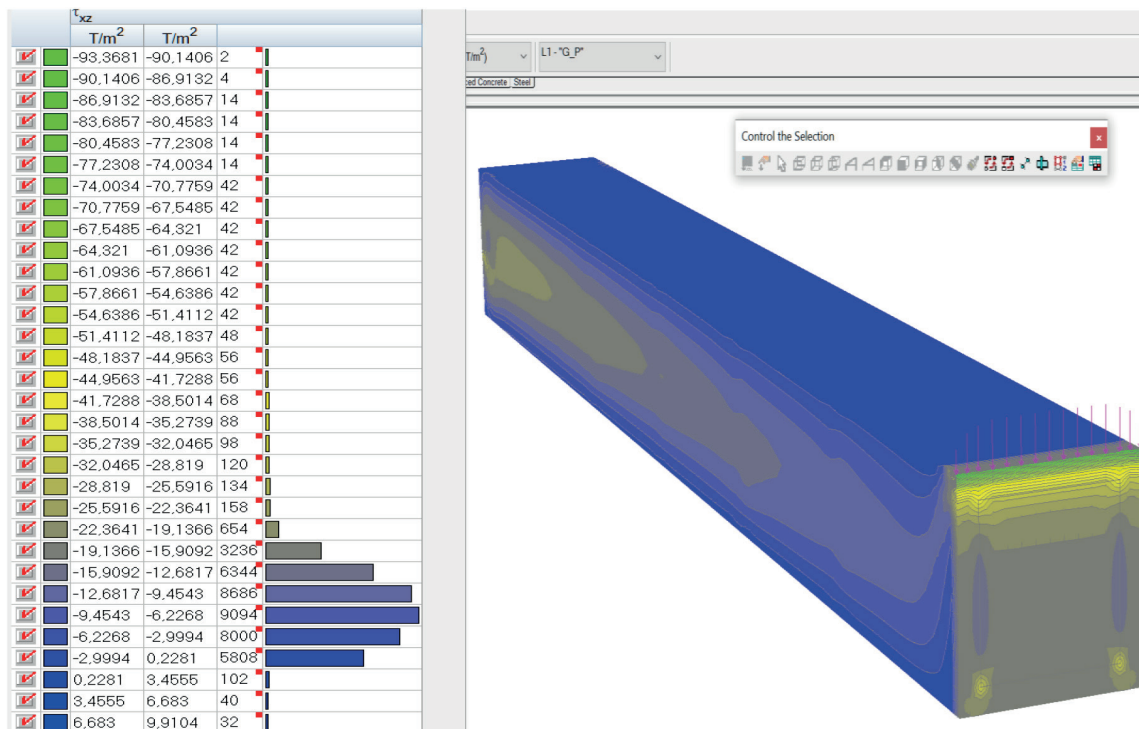 τxz
T/m² T/m²
-93,3681 -90,1406 2
-90,1406 -86,9132 4
-86,9132 -83,6857 14
-83,6857 -80,4583 14
-80,4583 -77,2308 14
-77,2308 -74,0034 14
-74,0034 -70,7759 42
-70,7759 -67,5485 42
-67,5485 -64,321 42
-64,321 -61,0936 42
-61,0936 -57,8661 42
-57,8661 -54,6386 42
-54,6386 -51,4112 42
-51,4112 -48,1837 48
-48,1837 -44,9563 56
-44,9563 -41,7288 56
-41,7288 -38,5014 68
-38,5014 -35,2739 88
-35,2739 -32,0465 98
-32,0465 -28,819 120
-28,819 -25,5916 134
-25,5916 -22,3641 158
-22,3641 -19,1366 654
-19,1366 -15,9092 3236
-15,9092 -12,6817 6344
-12,6817 -9,4543 8686
-9,4543 -6,2268 9094
-6,2268 -2,9994 8000
-2,9994 0,2281 5808
0,2281 3,4555 102
3,4555 6,683 40
6,683 9,9104 32
T/m²) L1 - "G_P"
ced Concrete Steel
Control the Selection